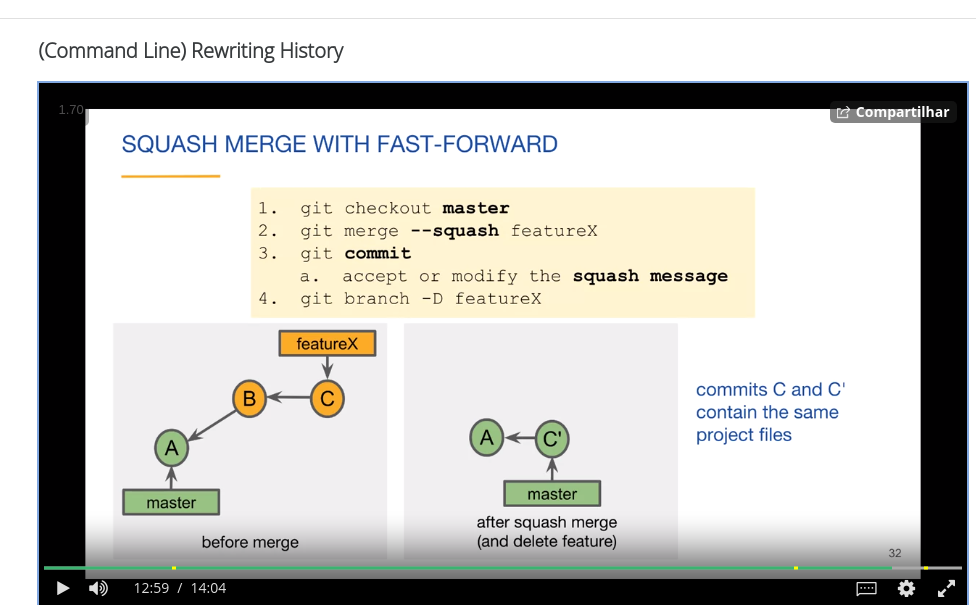 (Command Line) Rewriting History
1.70
Compartilhar
SQUASH MERGE WITH FAST-FORWARD
1. git checkout master
2. git merge --squash featureX
3. git commit
a. accept or modify the squash message
4. git branch -D featureX
featureX
B
C
A
master
before merge
A
C'
master
after squash merge
(and delete feature)
commits C and C'
contain the same
project files
32
12:59 / 14:04